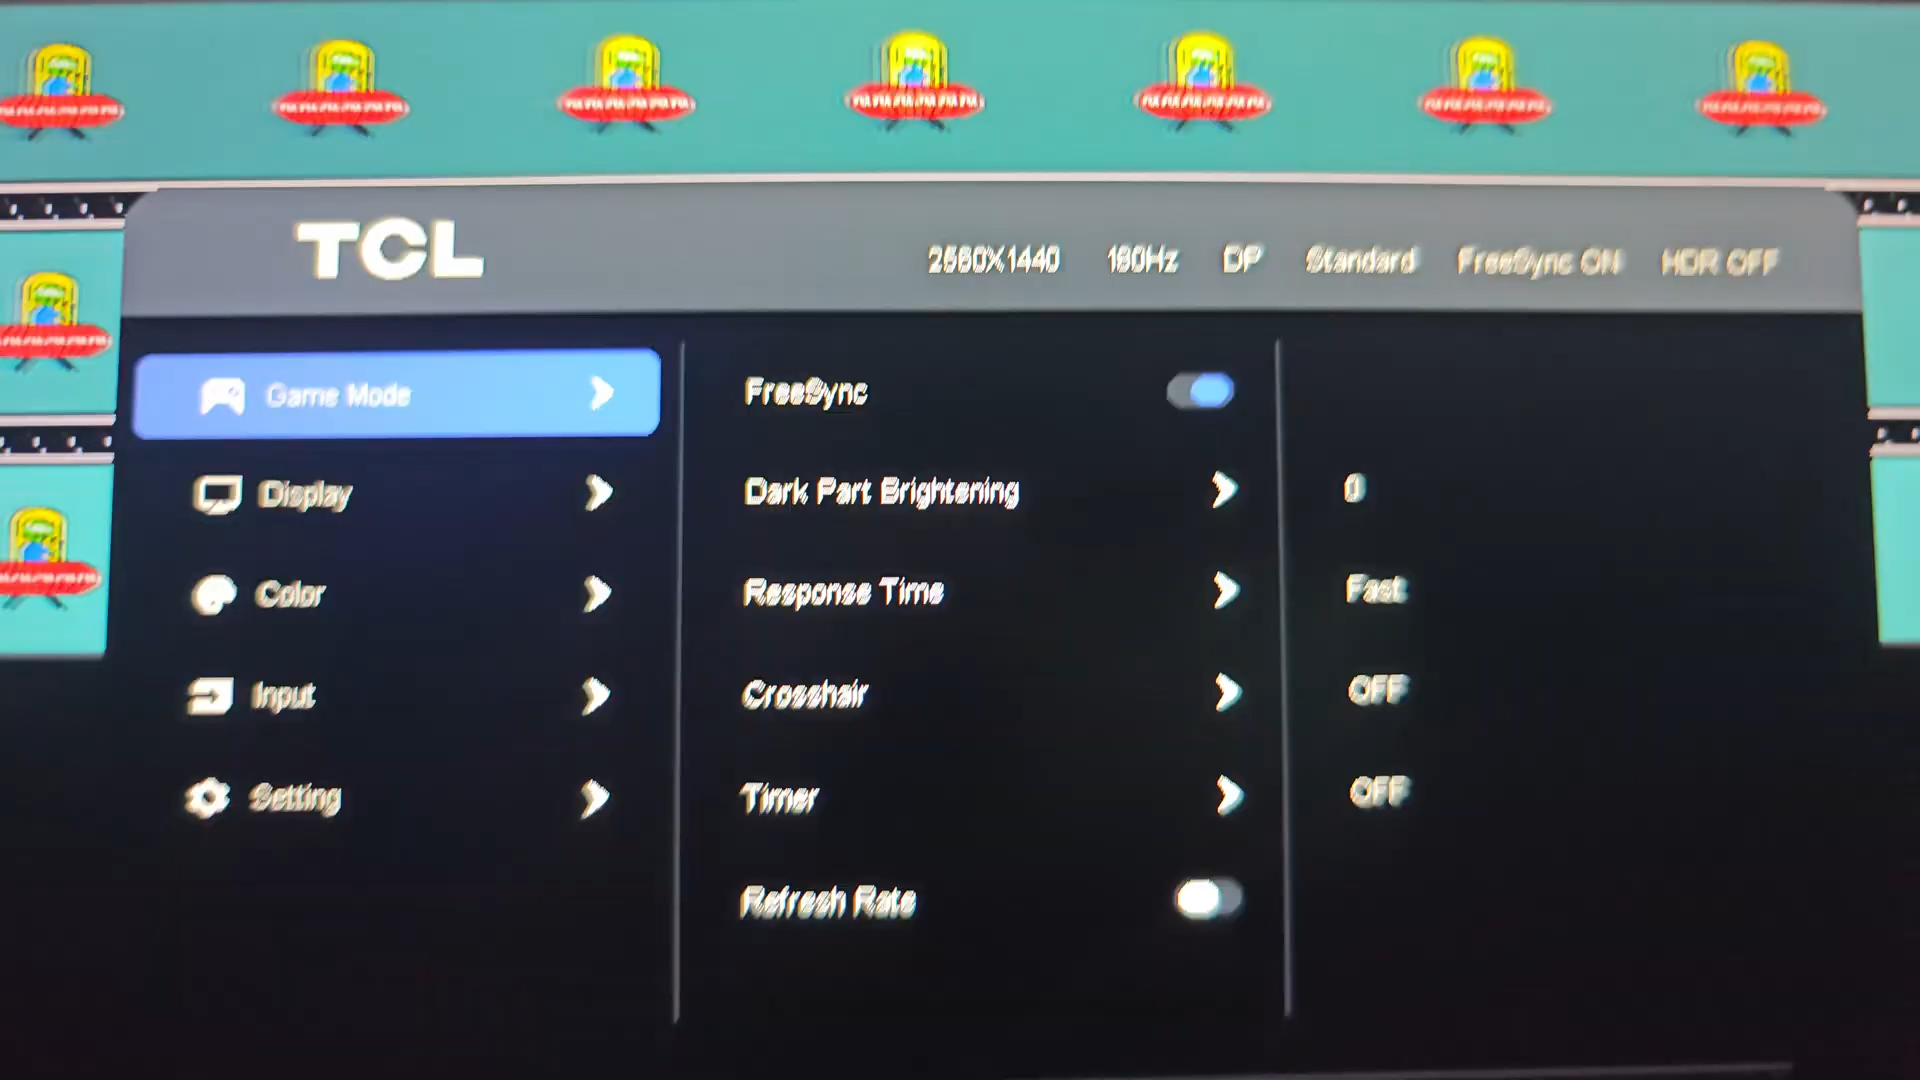 TCL
2560X1440 180Hz DP Standard FreeSync ON HDR OFF
Game Mode
Display
Color
Input
Setting
FreeSync
Dark Part Brightening 0
Response Time Fast
Crosshair OFF
Timer OFF
Refresh Rate